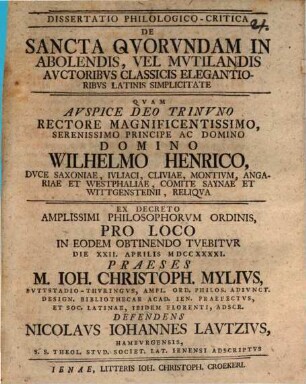 DISSERTATIO PHILOLOGICO-CRITICA
DE
SANCTA QVORVNDAM IN
ABOLENDIS, VEL MVTILANDIS
AVCTORIBVS CLASSICIS ELEGANTIO-
RIBVS LATINIS SIMPLICITATE
QVAM
AVSPICE DEO TRINVNO
RECTORE MAGNIFICENTISSIMO,
SERENISSIMO PRINCIPE AC DOMINO
DOMINO
WILHELMO HENRICO,
DVCE SAXONIAE, IVLIACI, CLIVIAE, MONTIVM, ANGA-
RIAE ET WESTPHALIAE, COMITE SAYNAE ET
WITTGENSTEINII, RELIQVA
EX DECRETO
AMPLISSIMI PHILOSOPHORVM ORDINIS,
PRO LOCO
IN EODEM OBTINENDO TVEBITVR
DIE XXII. APRILIS MDCCXXXXI.
PRAESES
M. IOH. CHRISTOPH. MYLIVS,
BVTTSTADIO-THVRINGVS, AMPL. ORD. PHILOS. ADIVNCT.
DESIGN. BIBLIOTHECAE ACAD. IEN. PRAEFECTVS,
ET SOC. LATINAE, IBIDEM FLORENTI, ADSCR.
DEFENDENS
NICOLAVS IOHANNES LAVTZIVS,
HAMBVRGENSIS,
S. S. THEOL. STVD. SOCIET. LAT. IENENSI ADSCRIPTVS
IENAE, LITTERIS IOH. CHRISTOPH. CROEKERI.